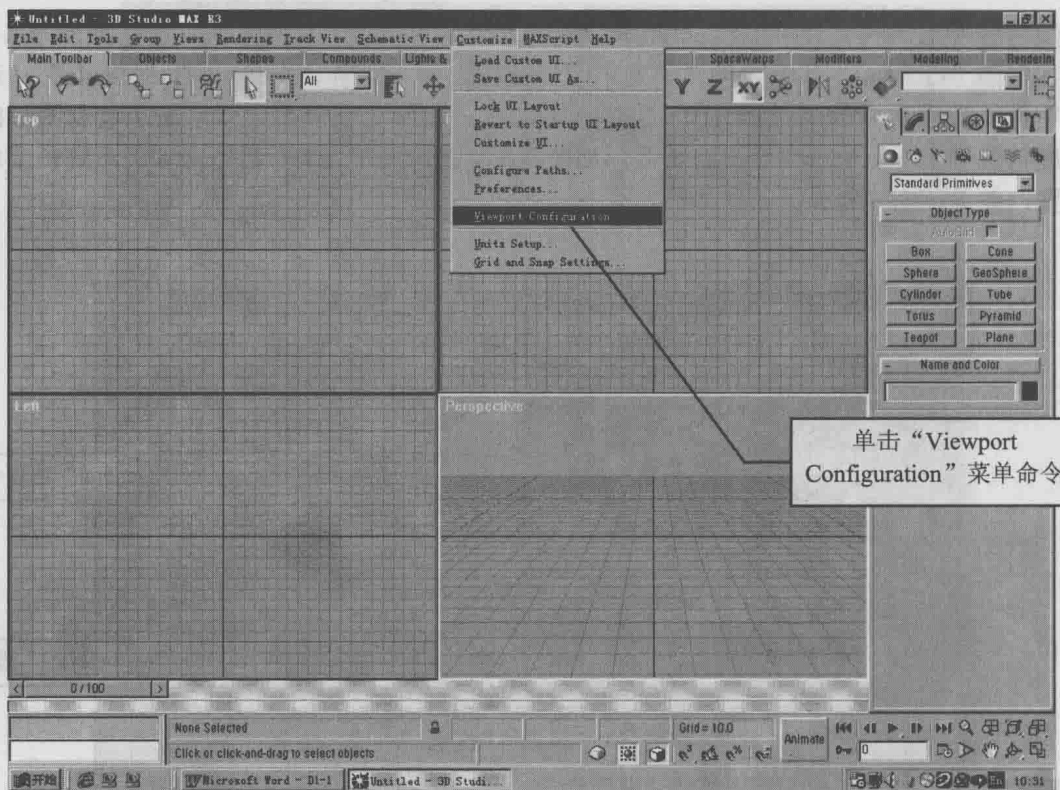 Untitled - 3D Studio MAX R3
File Edit Tools Group Views Rendering Track View Schematic View Customize MAXScript Help
Main Toolbar Objects Shapes Compounds Lights & SpaceWarps Modifiers Modeling Renderin
All
Y Z XY
Load Custom UI...
Save Custom UI As...
Lock UI Layout
Revert to Startup UI Layout
Customize UI...
Configure Paths...
Preferences...
Viewport Configuration
Units Setup...
Grid and Snap Settings...
Top
Left
Perspective
Standard Primitives
- Object Type
AutoGrid
Box Cone
Sphere GeoSphere
Cylinder Tube
Torus Pyramid
Teapot Plane
- Name and Color
单击“Viewport
Configuration”菜单命令
< 0 / 100 >
None Selected
Grid = 10.0
Animate
Click or click-and-drag to select objects
0
开始
Microsoft Word - D1-1
Untitled - 3D Studi...
En
10:31